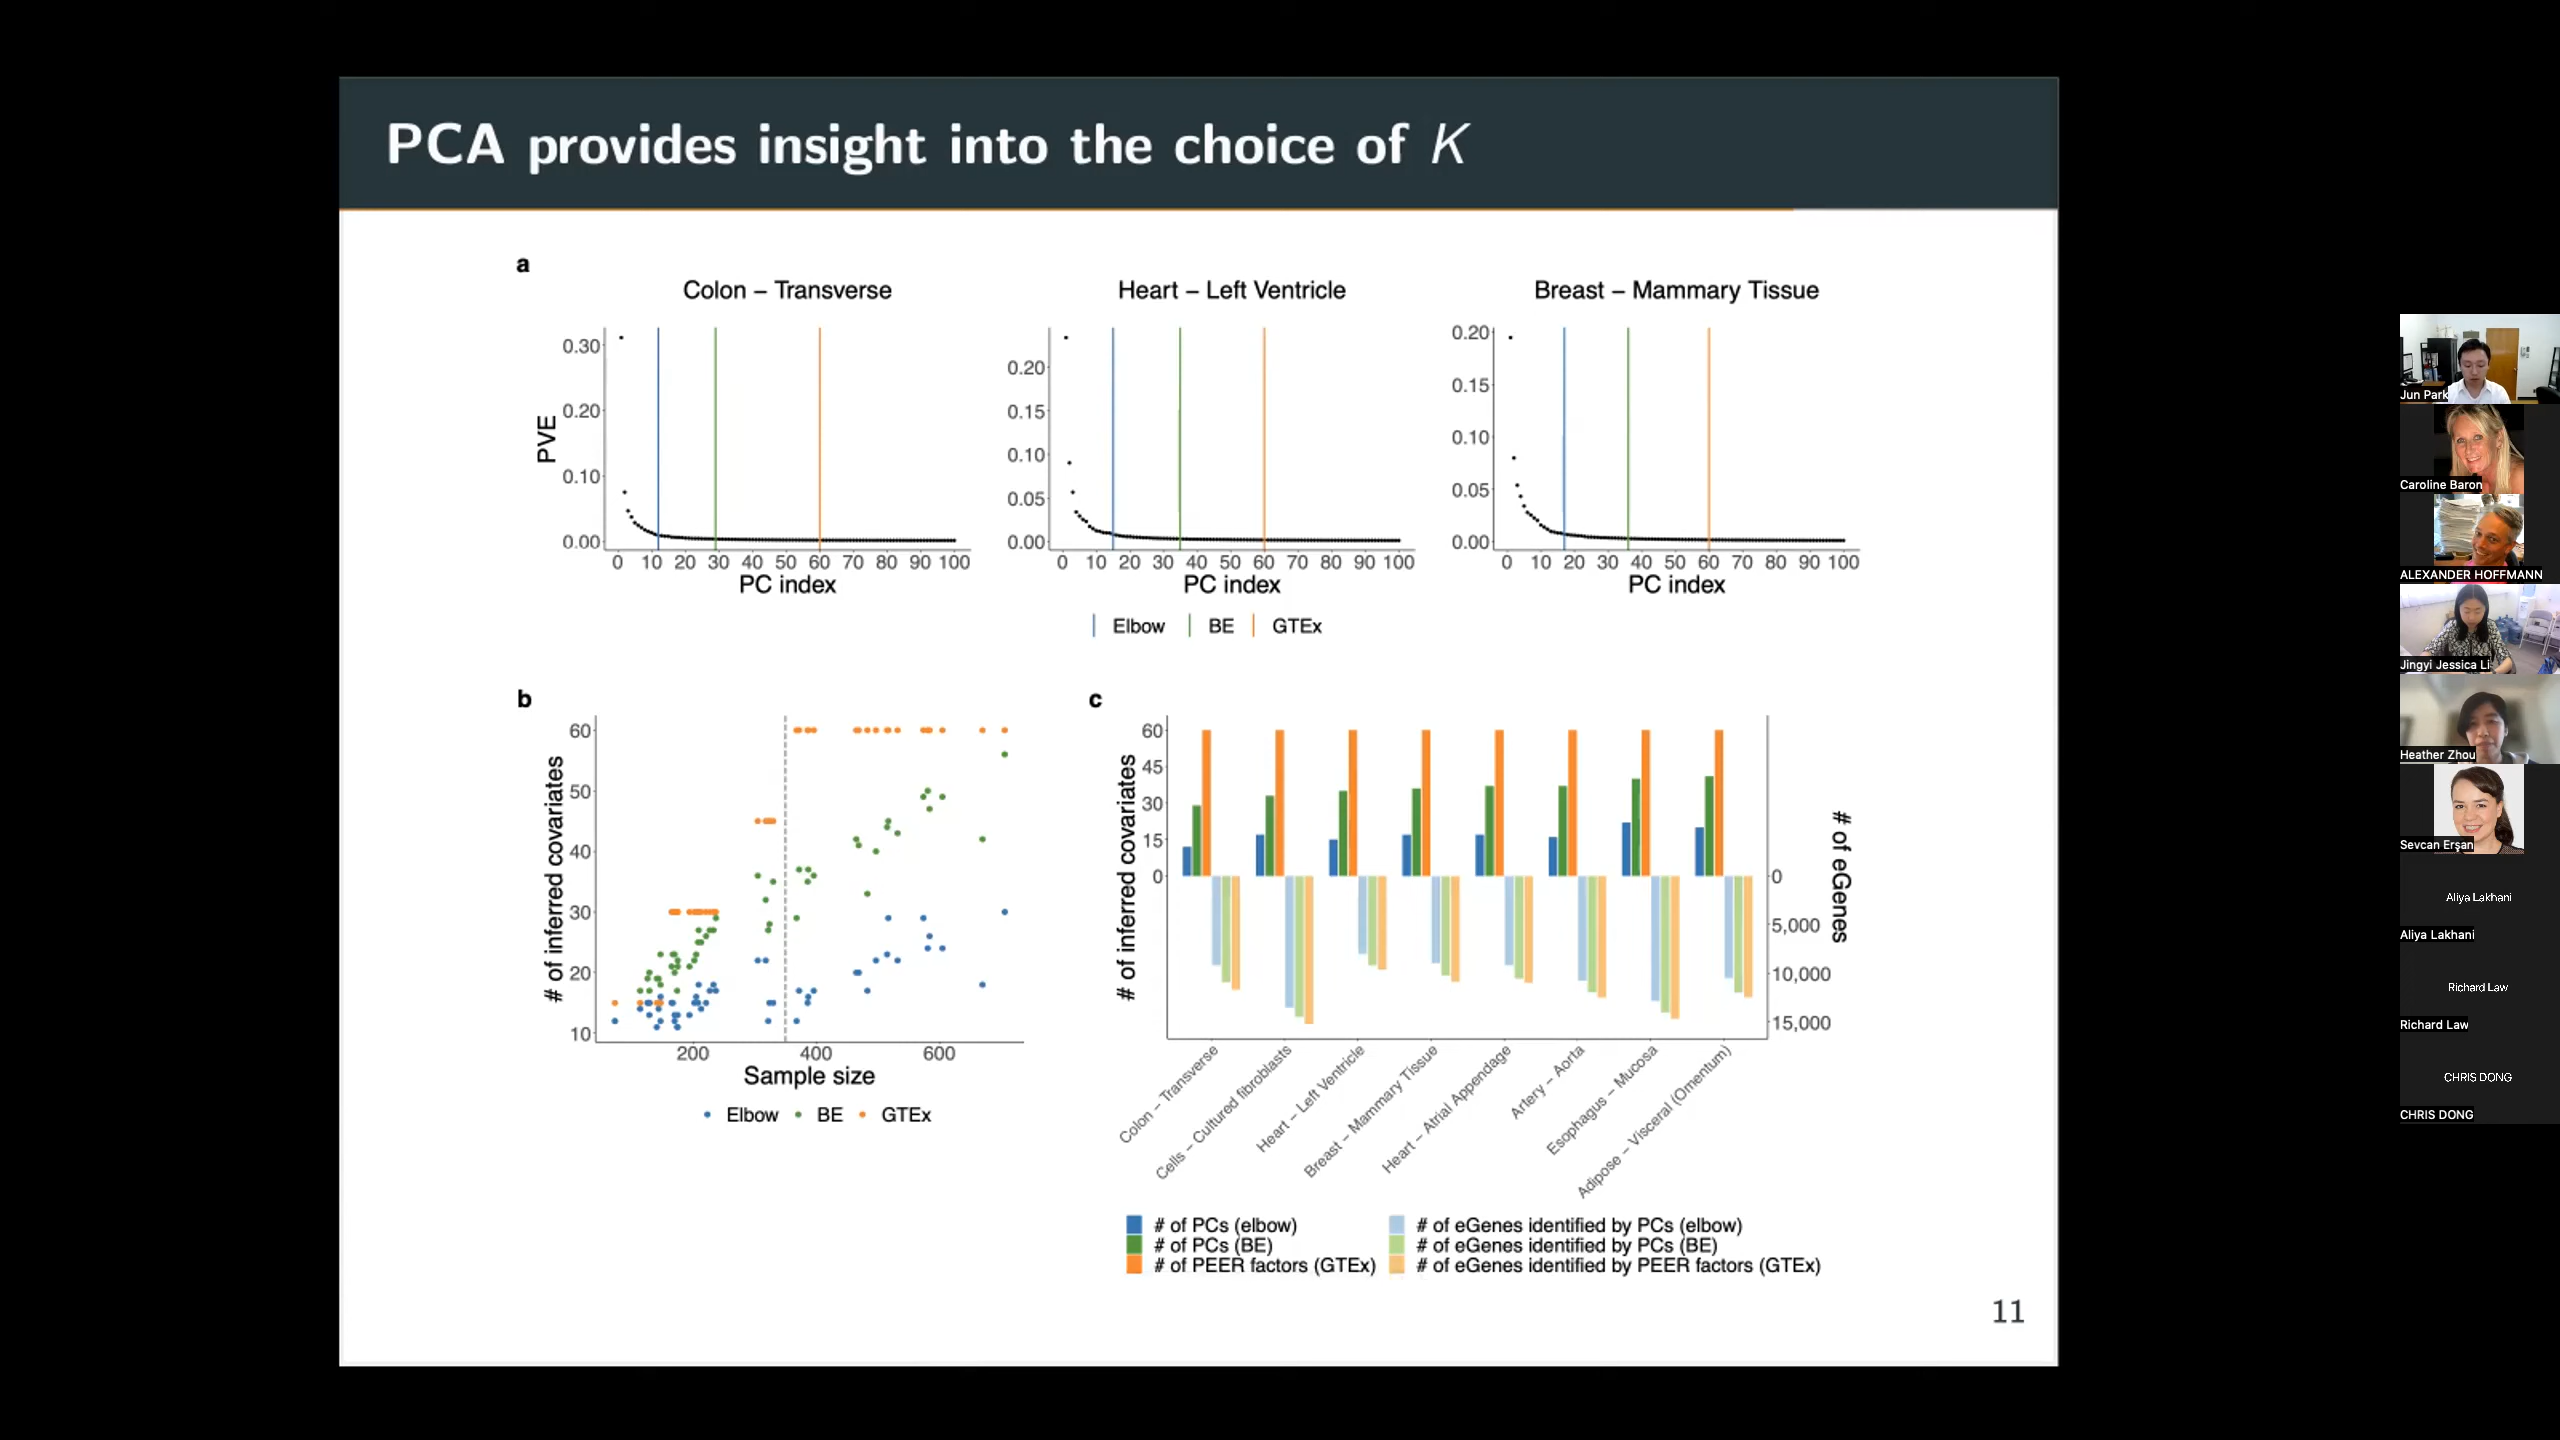 PCA provides insight into the choice of K
a
Colon – Transverse
Heart – Left Ventricle
Breast – Mammary Tissue
PVE
0.30
0.20
0.10
0.00
0 10 20 30 40 50 60 70 80 90 100
PC index
0.20
0.15
0.10
0.05
0.00
0 10 20 30 40 50 60 70 80 90 100
PC index
0.20
0.15
0.10
0.05
0.00
0 10 20 30 40 50 60 70 80 90 100
PC index
Elbow BE GTEx
b
# of inferred covariates
60
50
40
30
20
10
200 400 600
Sample size
Elbow BE GTEx
c
# of inferred covariates
60
45
30
15
0
# of eGenes
0
5,000
10,000
15,000
Colon – Transverse
Cells – Cultured fibroblasts
Heart – Left Ventricle
Breast – Mammary Tissue
Heart – Atrial Appendage
Artery – Aorta
Esophagus – Mucosa
Adipose – Visceral (Omentum)
# of PCs (elbow)
# of PCs (BE)
# of PEER factors (GTEx)
# of eGenes identified by PCs (elbow)
# of eGenes identified by PCs (BE)
# of eGenes identified by PEER factors (GTEx)
11
Jun Park
Caroline Baron
ALEXANDER HOFFMANN
Jingyi Jessica Li
Heather Zhou
Sevcan Erşan
Aliya Lakhani
Aliya Lakhani
Richard Law
Richard Law
CHRIS DONG
CHRIS DONG